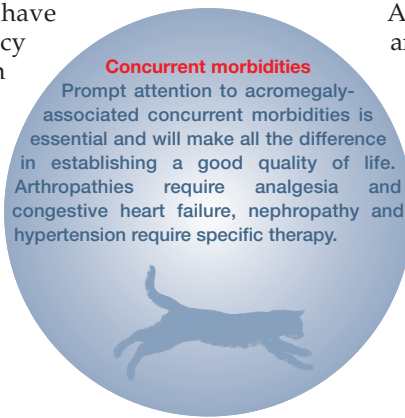 have
cy
n
A
ar
Concurrent morbidities
Prompt attention to acromegaly-
associated concurrent morbidities is
essential and will make all the difference
in establishing a good quality of life.
Arthropathies require analgesia and
congestive heart failure, nephropathy and
hypertension require specific therapy.